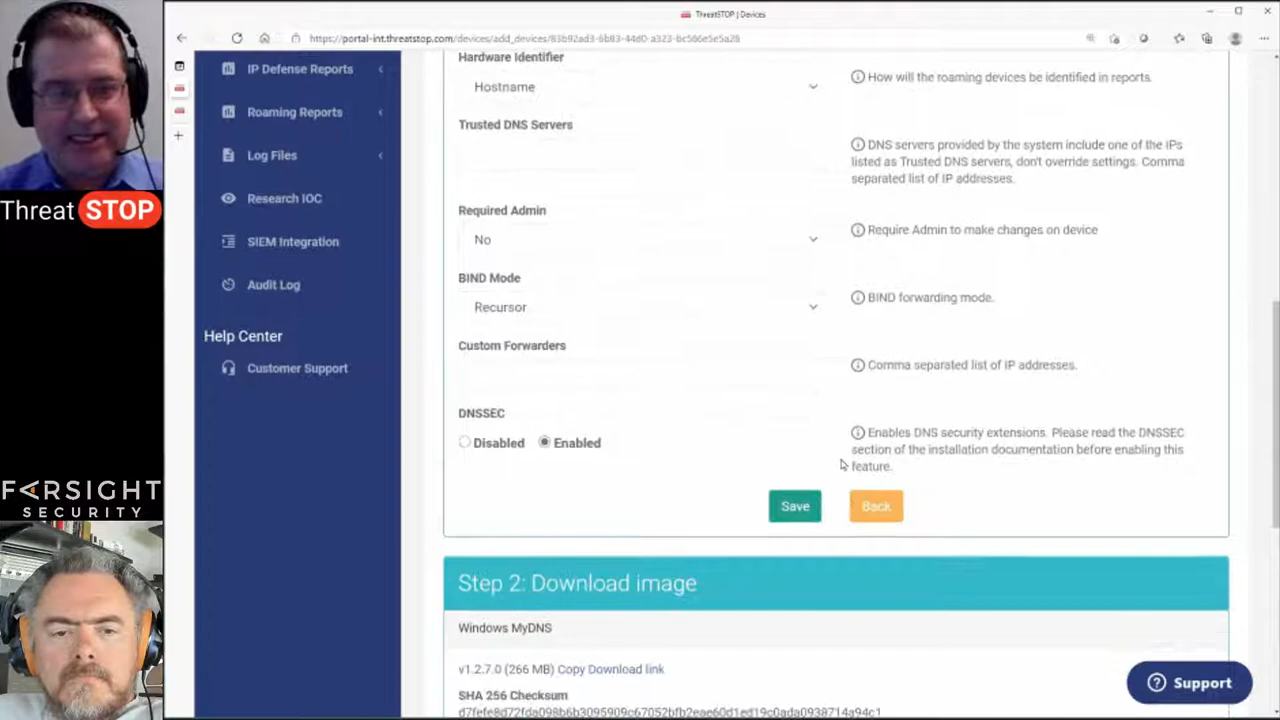 ThreatSTOP | Devices
https://portal-int.threatstop.com/devices/add_devices/83b92ad3-6b83-44d0-a323-bc566e5e5a28
IP Defense Reports
Roaming Reports
Log Files
Research IOC
SIEM Integration
Audit Log
Help Center
Customer Support
Hardware Identifier
Hostname
How will the roaming devices be identified in reports.
Trusted DNS Servers
DNS servers provided by the system include one of the IPs
listed as Trusted DNS servers, don't override settings. Comma
separated list of IP addresses.
Required Admin
No
Require Admin to make changes on device
BIND Mode
Recursor
BIND forwarding mode.
Custom Forwarders
Comma separated list of IP addresses.
DNSSEC
Disabled Enabled
Enables DNS security extensions. Please read the DNSSEC
section of the installation documentation before enabling this
feature.
Save Back
Step 2: Download image
Windows MyDNS
v1.2.7.0 (266 MB) Copy Download link
SHA 256 Checksum
Support
Threat STOP
FARSIGHT
SECURITY